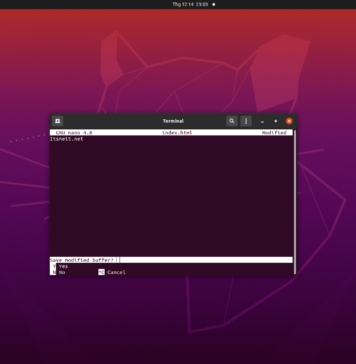 Thg 12 14 23:03
Terminal
GNU nano 4.8 index.html Modified
Itsneit.net
Save modified buffer?
Y Yes
N No ^C Cancel